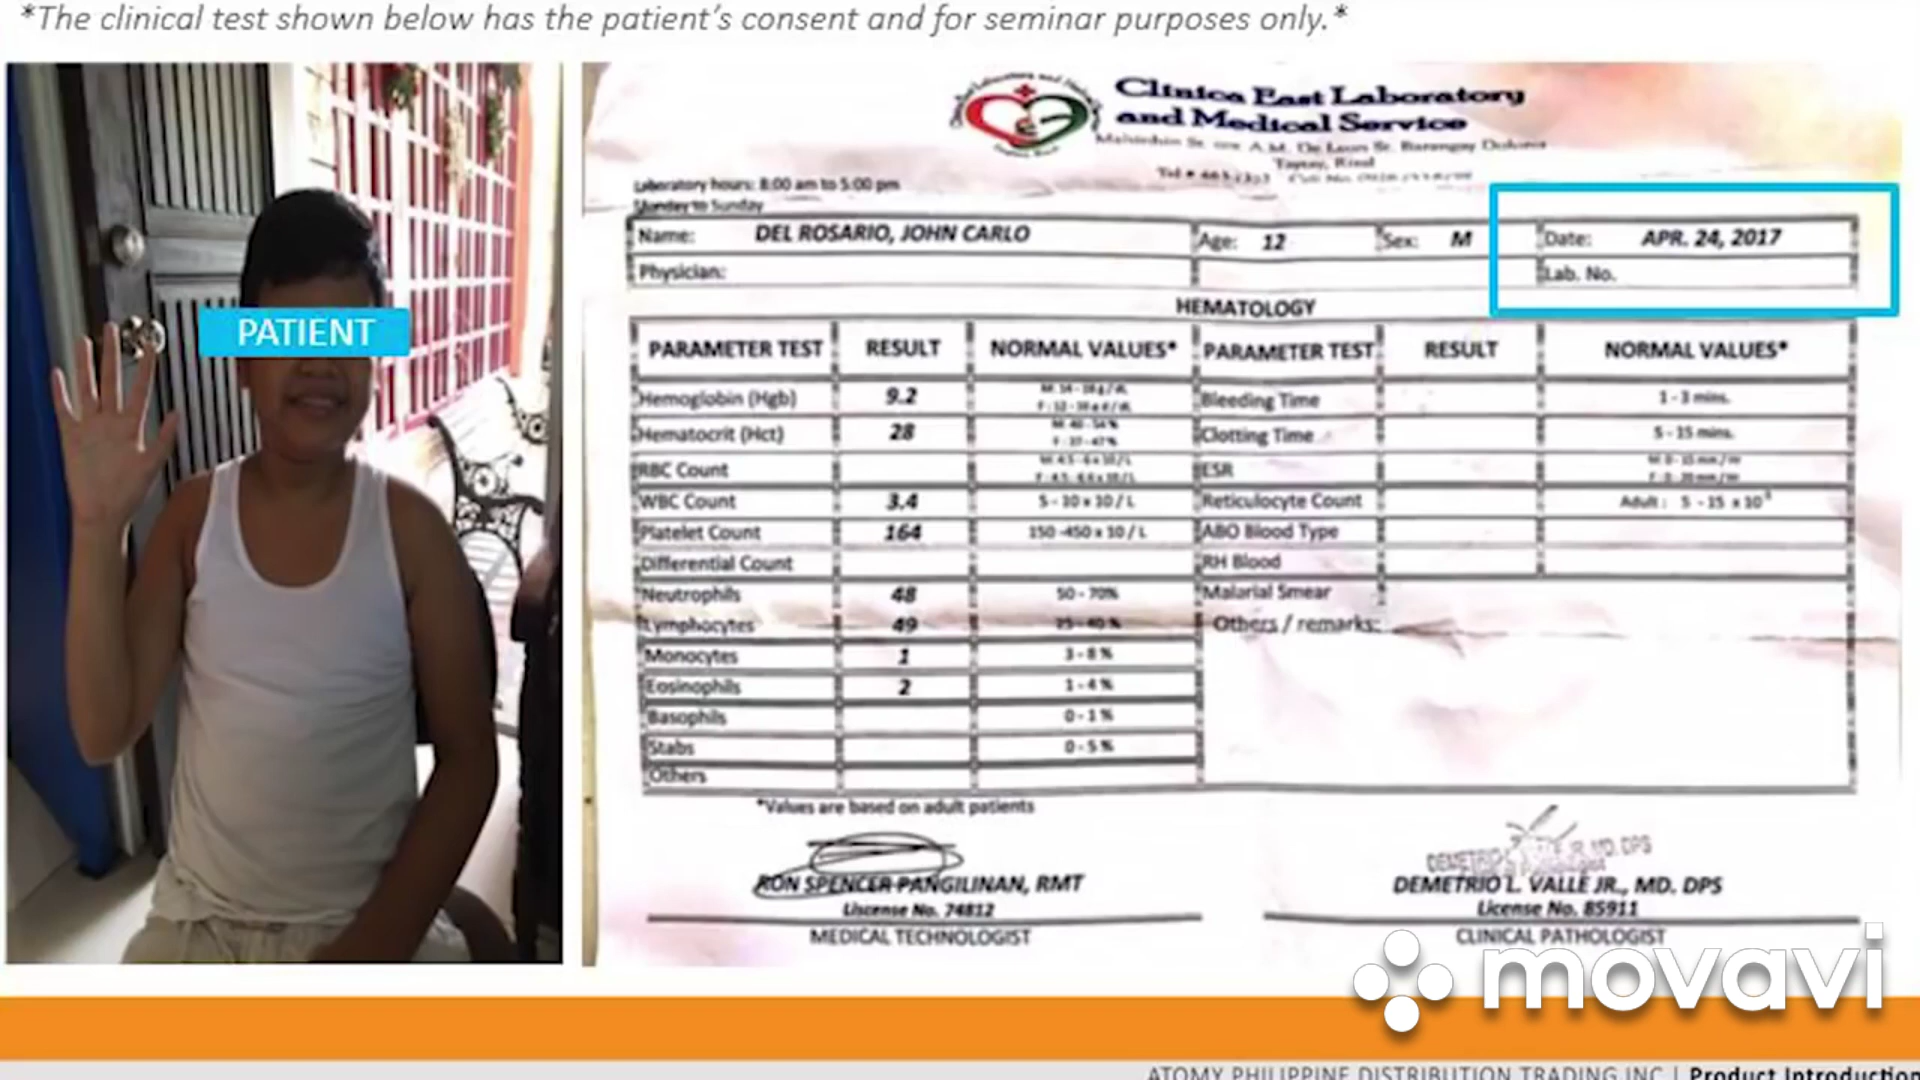 *The clinical test shown below has the patient's consent and for seminar purposes only.*
PATIENT
Clinica East Laboratory
and Medical Service
Taytay, Rizal
Laboratory hours: 8:00 am to 5:00 pm
Monday to Sunday
Name: DEL ROSARIO, JOHN CARLO Age: 12 Sex: M Date: APR. 24, 2017
Physician: Lab. No.
HEMATOLOGY
PARAMETER TEST RESULT NORMAL VALUES* PARAMETER TEST RESULT NORMAL VALUES*
Hemoglobin (Hgb) 9.2 Bleeding Time 1 - 3 mins.
Hematocrit (Hct) 28 Clotting Time 5 - 15 mins.
RBC Count ESR
WBC Count 3.4 5 - 10 x 10 / L Reticulocyte Count Adult : 5 - 15 x 10
Platelet Count 164 150 -450 x 10 / L ABO Blood Type
Differential Count RH Blood
Neutrophils 48 50 - 70% Malarial Smear
Lymphocytes 49 Others / remarks:
Monocytes 1 3 - 8 %
Eosinophils 2 1 - 4 %
Basophils 0 - 1 %
Stabs 0 - 5 %
Others
*Values are based on adult patients
RON SPENCER PANGILINAN, RMT
Liscense No. 74812
MEDICAL TECHNOLOGIST
DEMETRIO L. VALLE JR., MD. DPS
License No. 85911
CLINICAL PATHOLOGIST
movavi
ATOMY PHILIPPINE DISTRIBUTION TRADING INC | Product Introduction